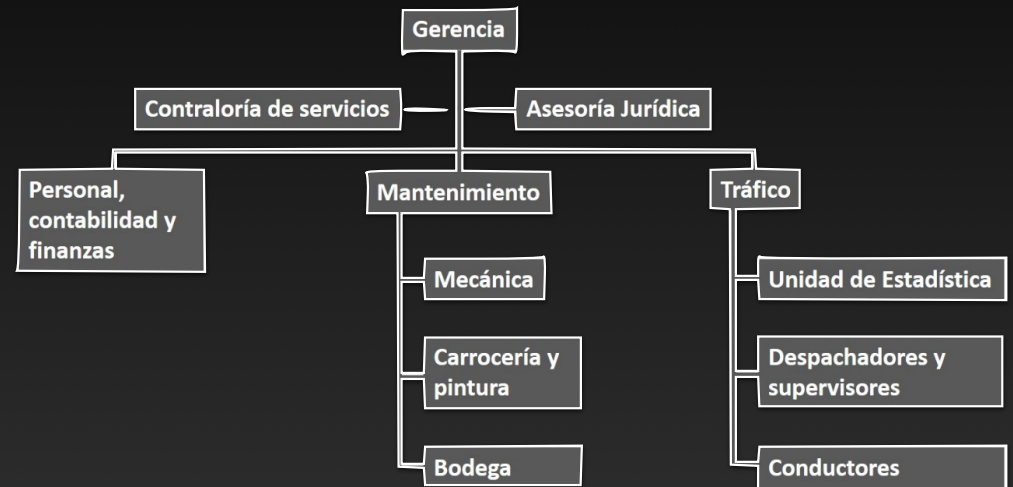 Gerencia
Contraloría de servicios
Asesoría Jurídica
Personal,
contabilidad y
finanzas
Mantenimiento
Tráfico
Mecánica
Unidad de Estadística
Carrocería y
pintura
Despachadores y
supervisores
Bodega
Conductores